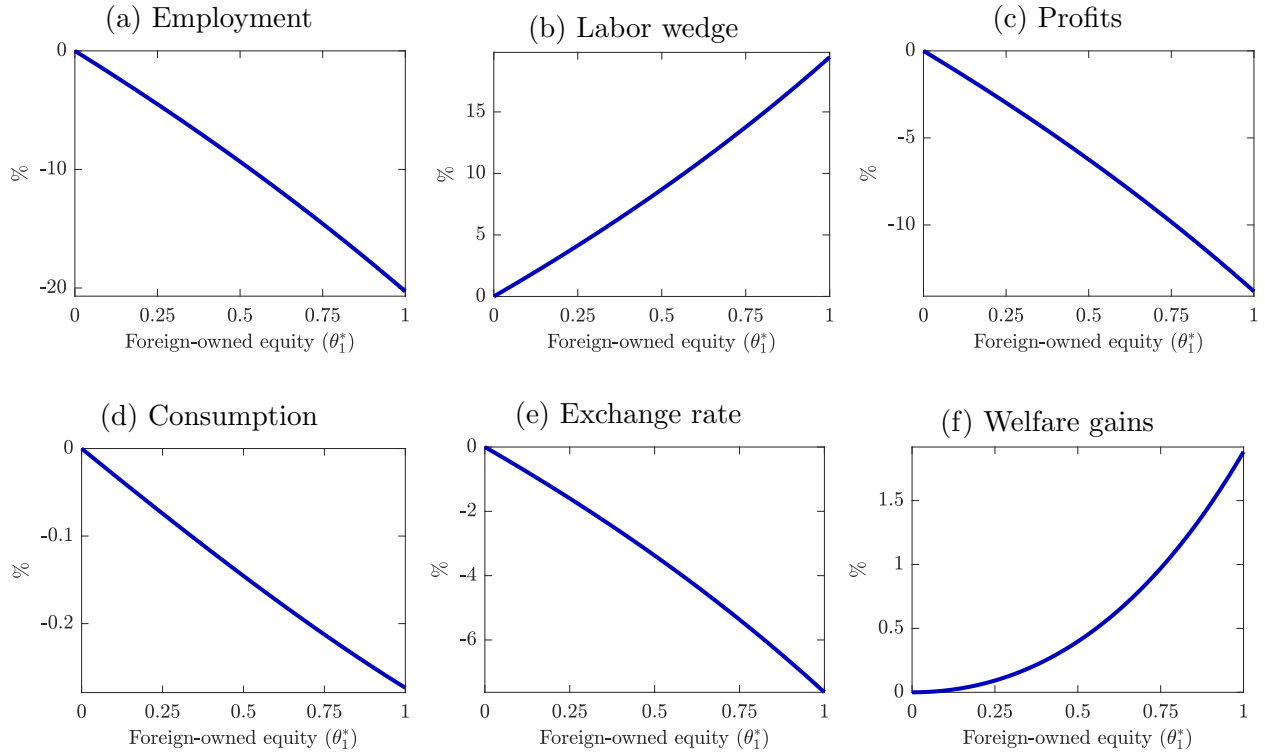 (a) Employment
0
-10
-20
%
0 0.25 0.5 0.75 1
Foreign-owned equity (θ₁*)
(b) Labor wedge
15
10
5
0
%
0 0.25 0.5 0.75 1
Foreign-owned equity (θ₁*)
(c) Profits
0
-5
-10
%
0 0.25 0.5 0.75 1
Foreign-owned equity (θ₁*)
(d) Consumption
0
-0.1
-0.2
%
0 0.25 0.5 0.75 1
Foreign-owned equity (θ₁*)
(e) Exchange rate
0
-2
-4
-6
%
0 0.25 0.5 0.75 1
Foreign-owned equity (θ₁*)
(f) Welfare gains
1.5
1
0.5
0
%
0 0.25 0.5 0.75 1
Foreign-owned equity (θ₁*)